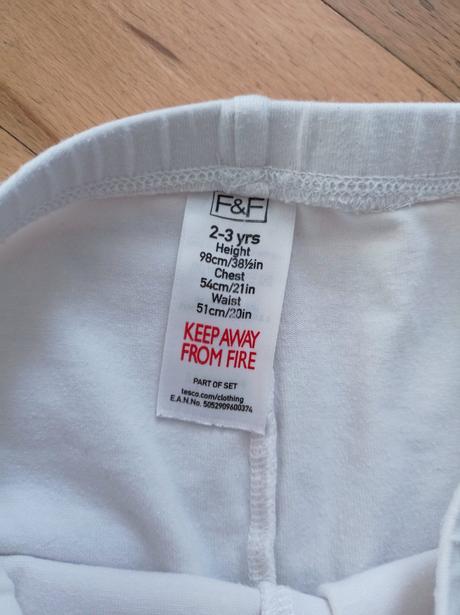 F&F
2-3 yrs
Height
98cm/38½in
Chest
54cm/21in
Waist
51cm/20in
KEEP AWAY
FROM FIRE
PART OF SET
tesco.com/clothing
E.A.N.No. 5052909600374